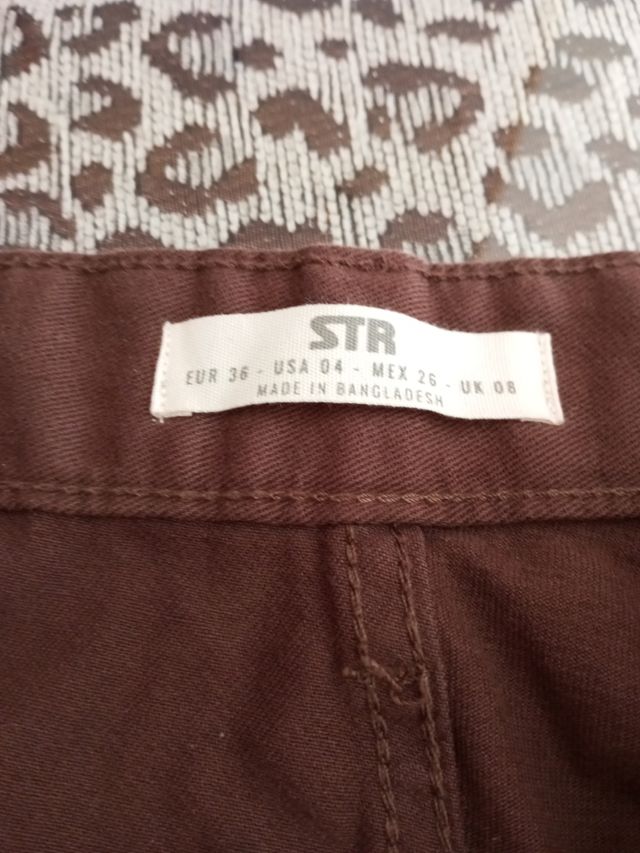 STR
EUR 36 - USA 04 - MEX 26 - UK 08
MADE IN BANGLADESH